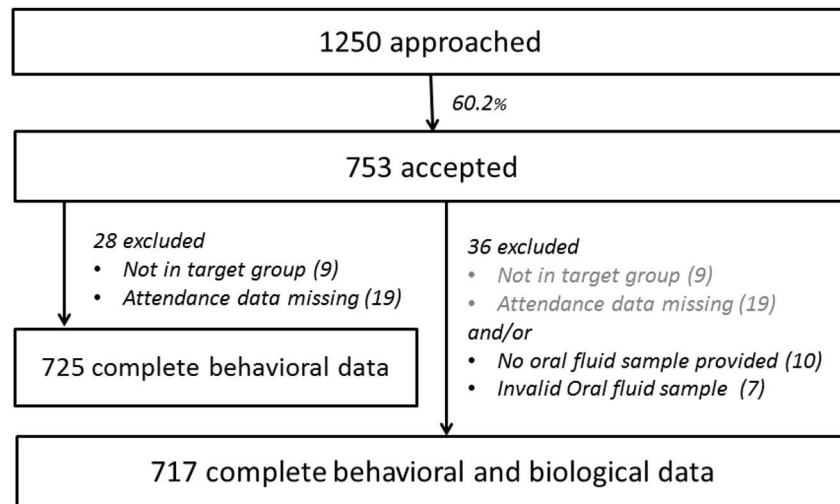 1250 approached
60.2%
753 accepted
28 excluded
• Not in target group (9)
• Attendance data missing (19)
725 complete behavioral data
36 excluded
• Not in target group (9)
• Attendance data missing (19)
and/or
• No oral fluid sample provided (10)
• Invalid Oral fluid sample (7)
717 complete behavioral and biological data